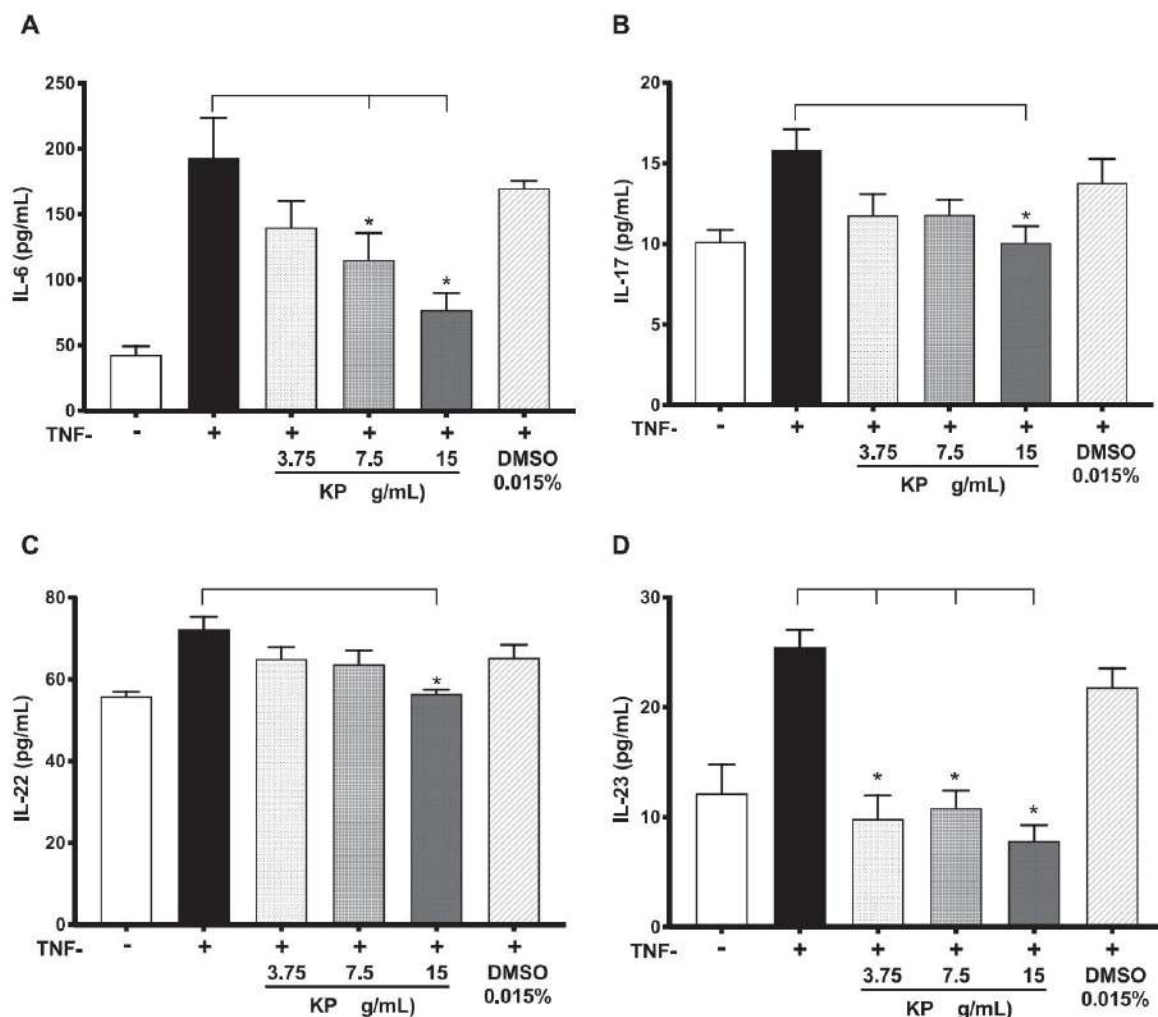 A
250
200
150
100
50
0
IL-6 (pg/mL)
*
*
TNF- - + + + + +
3.75 7.5 15 DMSO
KP g/mL) 0.015%
B
20
15
10
5
0
IL-17 (pg/mL)
*
TNF- - + + + + +
3.75 7.5 15 DMSO
KP g/mL) 0.015%
C
80
60
40
20
0
IL-22 (pg/mL)
*
TNF- - + + + + +
3.75 7.5 15 DMSO
KP g/mL) 0.015%
D
30
20
10
0
IL-23 (pg/mL)
* * *
TNF- - + + + + +
3.75 7.5 15 DMSO
KP g/mL) 0.015%